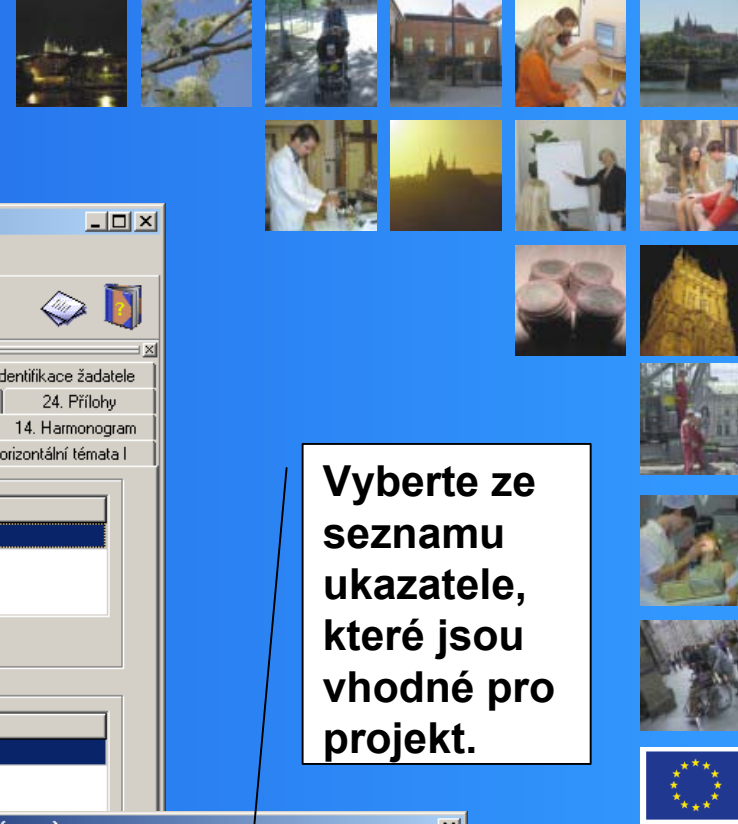 dentifikace žadatele
24. Přílohy
14. Harmonogram
orizontální témata I
Vyberte ze
seznamu
ukazatele,
které jsou
vhodné pro
projekt.